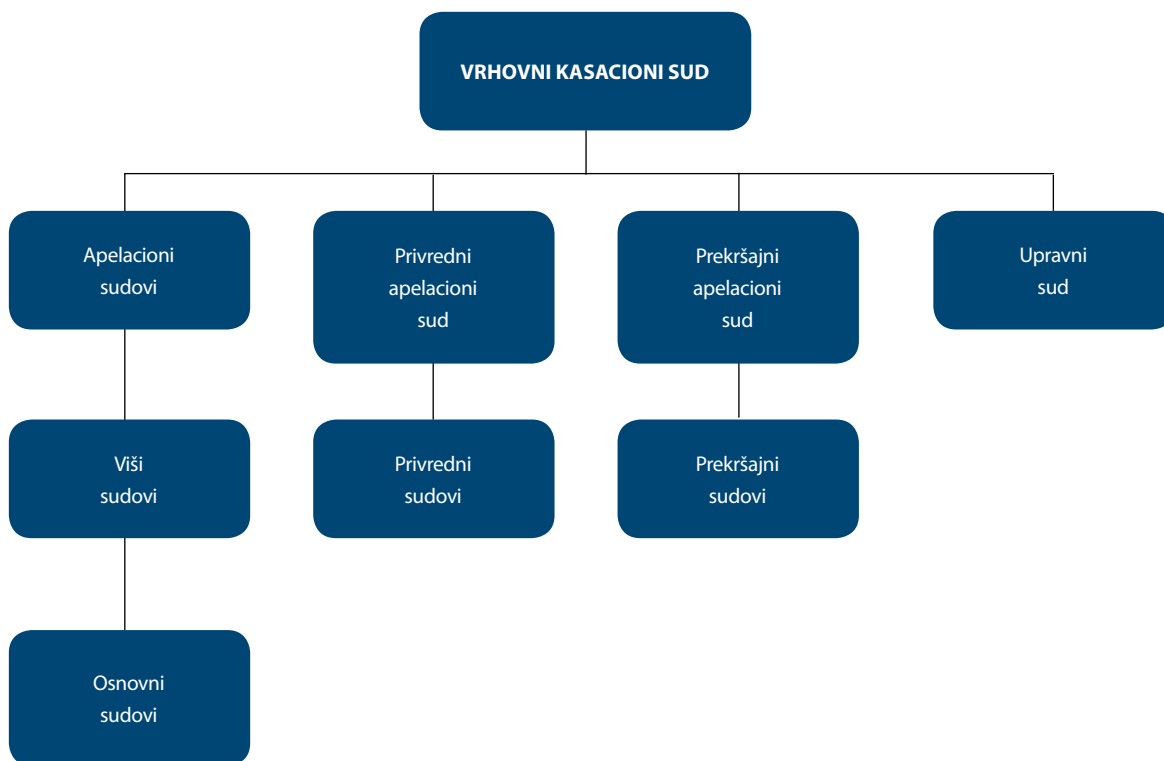 VRHOVNI KASACIONI SUD
Apelacioni
sudovi
Privredni
apelacioni
sud
Prekršajni
apelacioni
sud
Upravni
sud
Viši
sudovi
Privredni
sudovi
Prekršajni
sudovi
Osnovni
sudovi